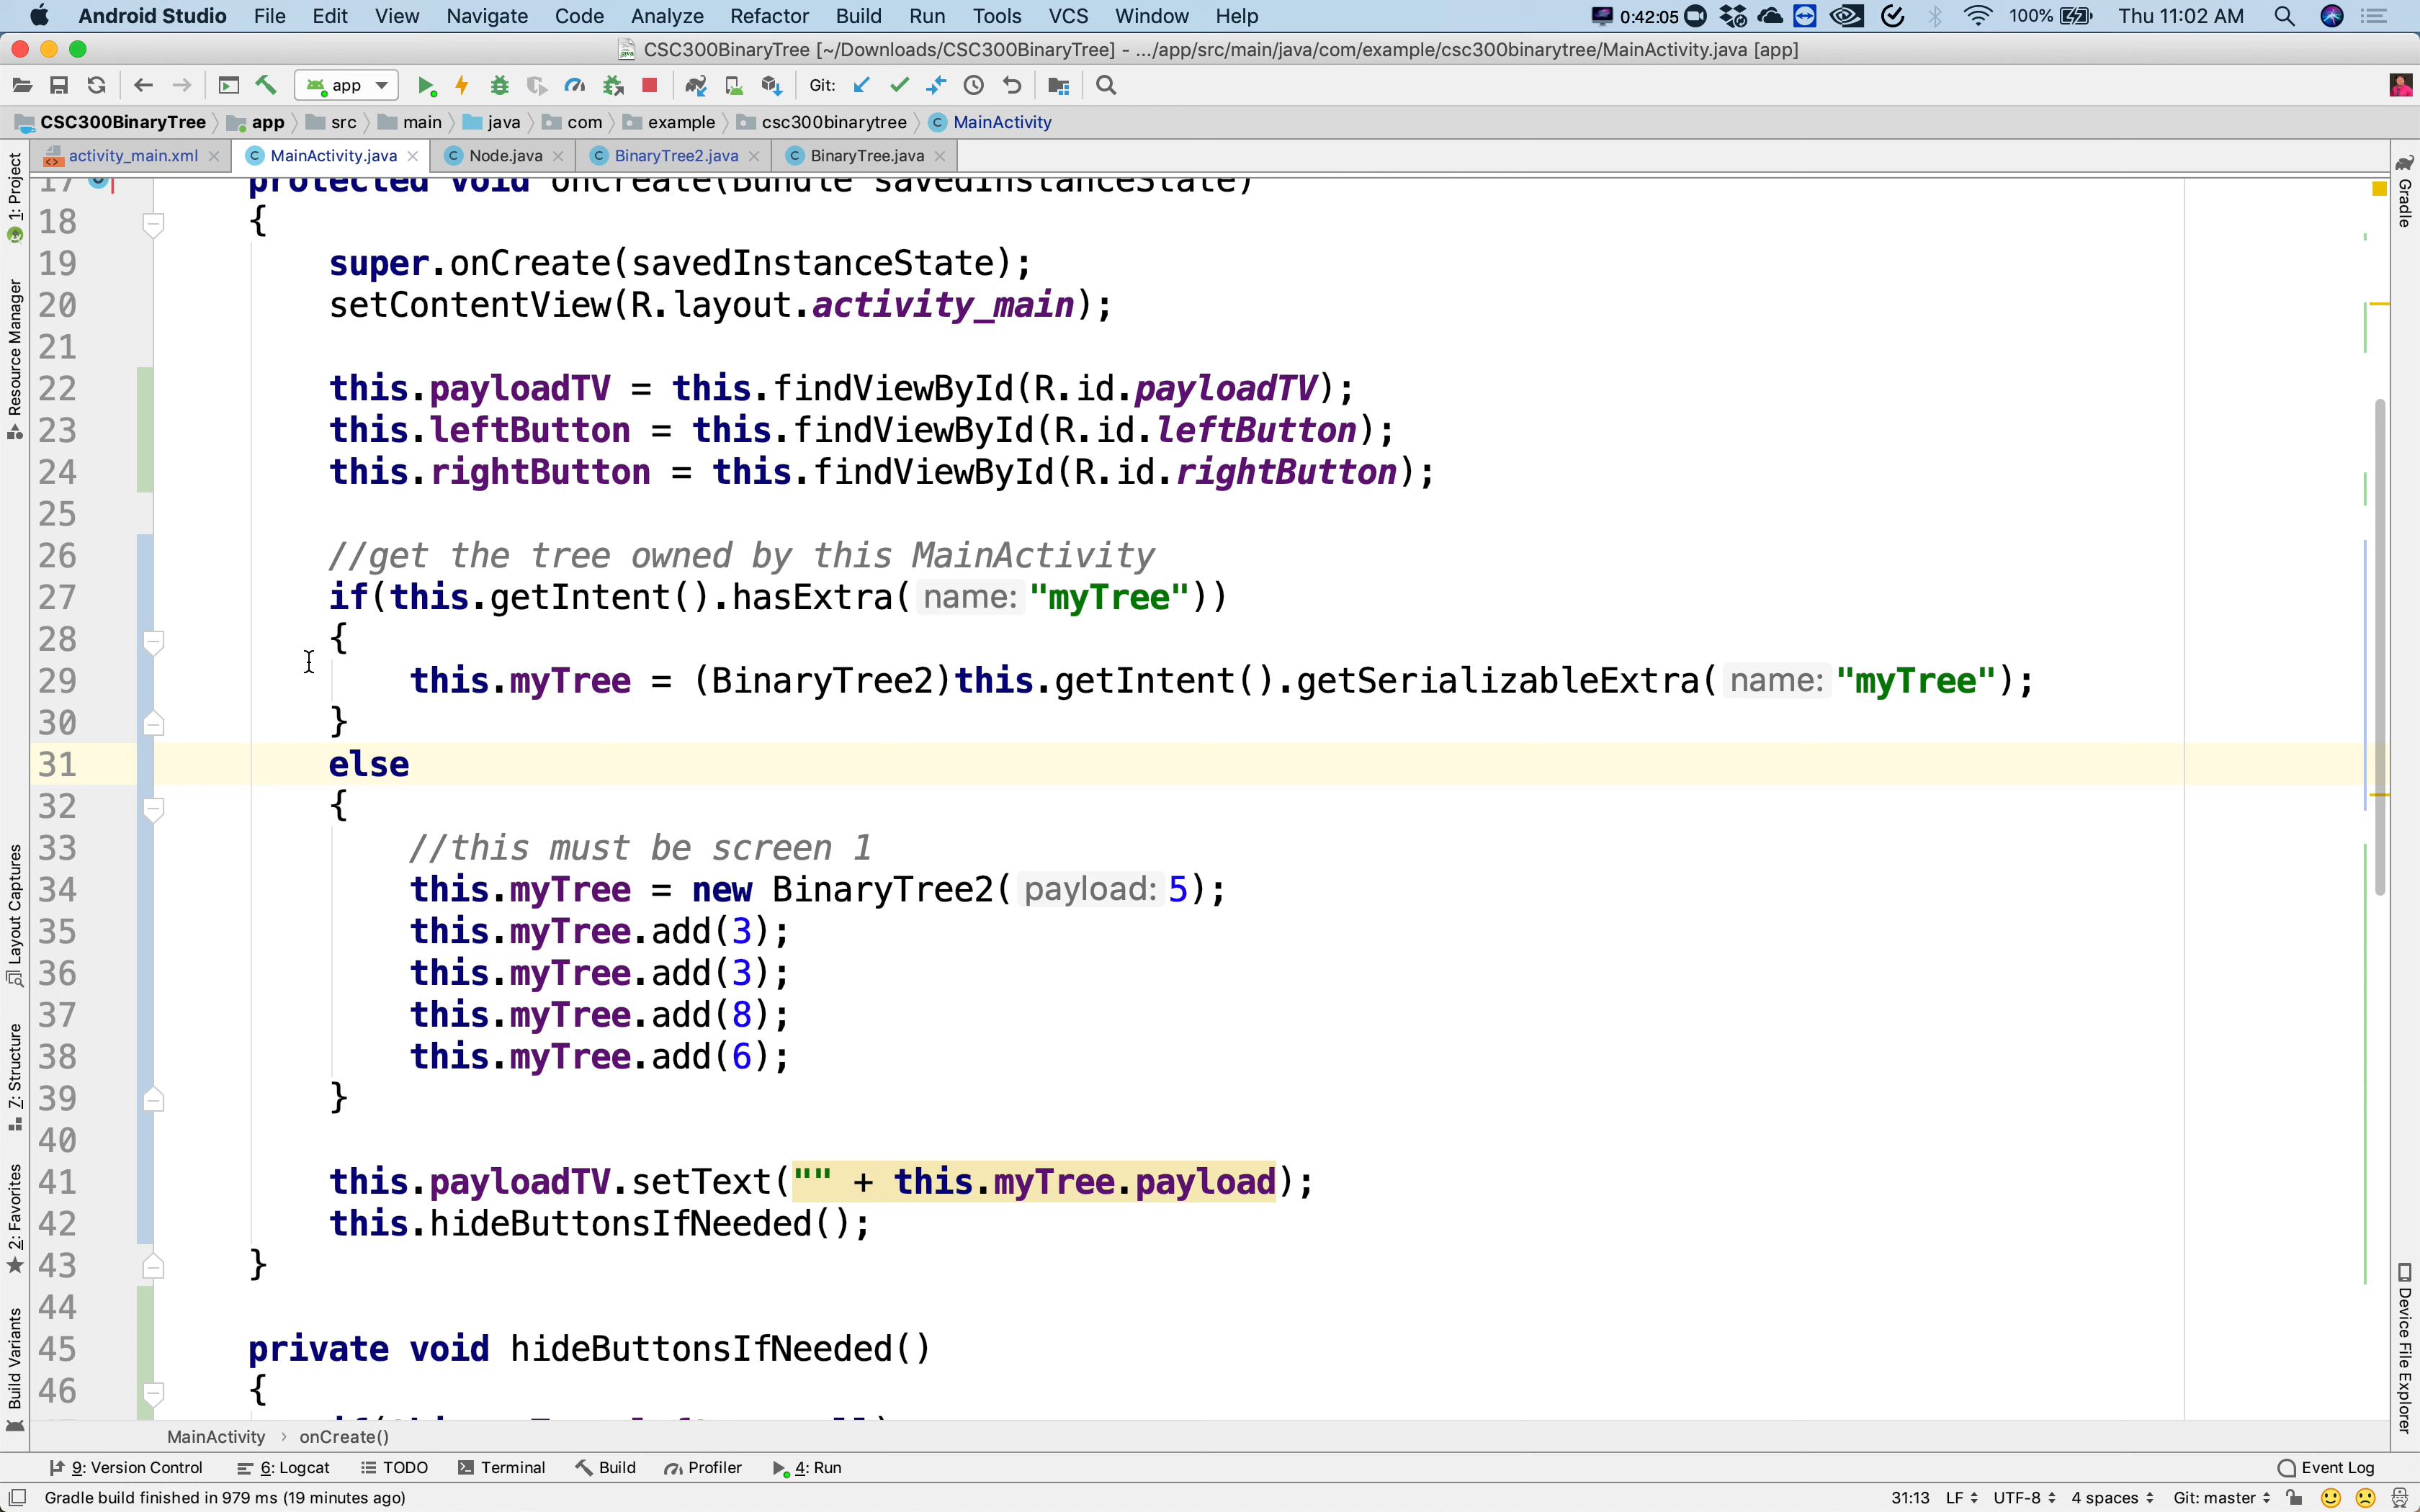 Android Studio File Edit View Navigate Code Analyze Refactor Build Run Tools VCS Window Help 0:42:05 100% Thu 11:02 AM
CSC300BinaryTree [~/Downloads/CSC300BinaryTree] - .../app/src/main/java/com/example/csc300binarytree/MainActivity.java [app]
app Git:
CSC300BinaryTree app src main java com example csc300binarytree MainActivity
activity_main.xml MainActivity.java Node.java BinaryTree2.java BinaryTree.java
17 protected void onCreate(Bundle savedInstanceState)
18 {
19 super.onCreate(savedInstanceState);
20 setContentView(R.layout.activity_main);
21
22 this.payloadTV = this.findViewById(R.id.payloadTV);
23 this.leftButton = this.findViewById(R.id.leftButton);
24 this.rightButton = this.findViewById(R.id.rightButton);
25
26 //get the tree owned by this MainActivity
27 if(this.getIntent().hasExtra( name: "myTree"))
28 {
29 this.myTree = (BinaryTree2)this.getIntent().getSerializableExtra( name: "myTree");
30 }
31 else
32 {
33 //this must be screen 1
34 this.myTree = new BinaryTree2( payload: 5);
35 this.myTree.add(3);
36 this.myTree.add(3);
37 this.myTree.add(8);
38 this.myTree.add(6);
39 }
40
41 this.payloadTV.setText("" + this.myTree.payload);
42 this.hideButtonsIfNeeded();
43 }
44
45 private void hideButtonsIfNeeded()
46 {
MainActivity › onCreate()
9: Version Control 6: Logcat TODO Terminal Build Profiler 4: Run Event Log
Gradle build finished in 979 ms (19 minutes ago) 31:13 LF UTF-8 4 spaces Git: master
1: Project
Resource Manager
Layout Captures
7: Structure
2: Favorites
Build Variants
Gradle
Device File Explorer